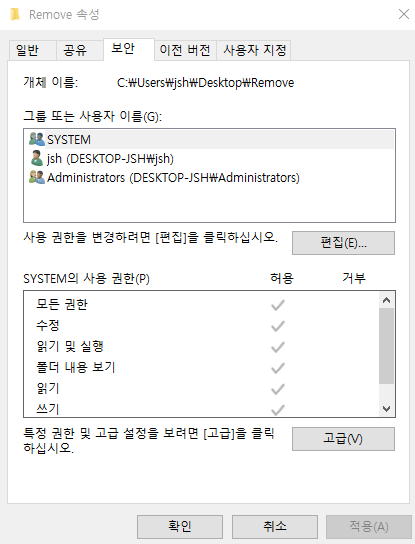 Remove 속성
일반 공유 보안 이전 버전 사용자 지정
개체 이름: C:₩Users₩jsh₩Desktop₩Remove
그룹 또는 사용자 이름(G):
SYSTEM
jsh (DESKTOP-JSH₩jsh)
Administrators (DESKTOP-JSH₩Administrators)
사용 권한을 변경하려면 [편집]을 클릭하십시오.
편집(E)...
SYSTEM의 사용 권한(P) 허용 거부
모든 권한
수정
읽기 및 실행
폴더 내용 보기
읽기
쓰기
특정 권한 및 고급 설정을 보려면 [고급]을 클릭
하십시오.
고급(V)
확인 취소 적용(A)